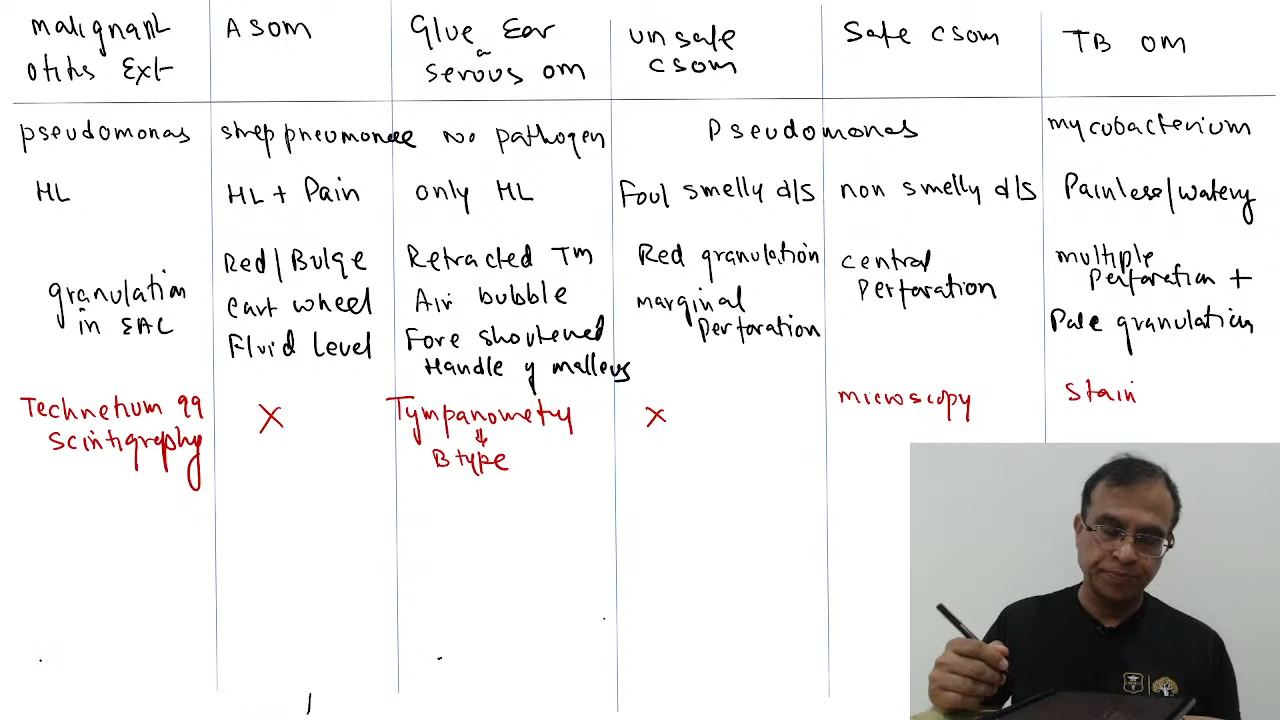 malignant
otitis Ext
ASOM
Glue Ear
or
serous om
unsafe
csom
Safe csom
TB om
pseudomonas
strep pneumonae
no pathogen
Pseudomonas
mycobacterium
HL
HL + Pain
only HL
Foul smelly d/s
non smelly d/s
Painless/watery
granulation
in EAC
Red/Bulge
cart wheel
Fluid Level
Retracted Tm
Air bubble
Fore shortened
Handle of malleus
Red granulation
marginal
perforation
central
Perforation
multiple
Perforation +
Pale granulation
Technetium 99
scintigraphy
X
Tympanometry
⇓
B type
X
microscopy
Stain